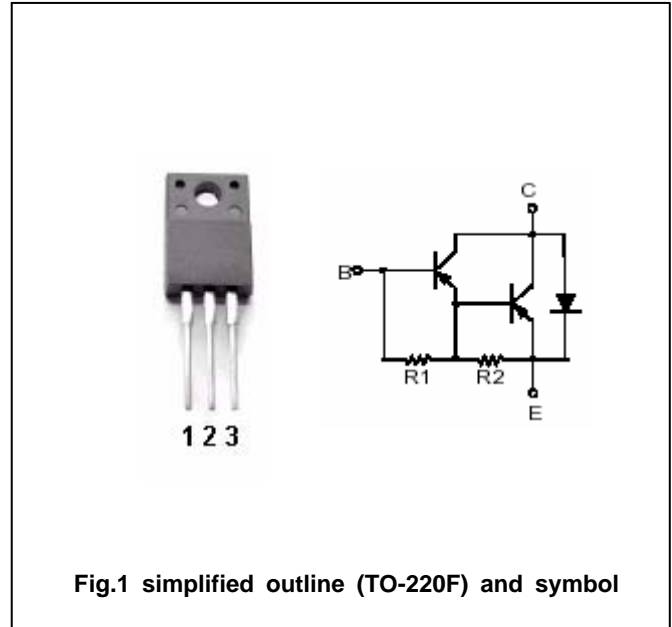 C
B
R1 R2
E
1 2 3
Fig.1 simplified outline (TO-220F) and symbol